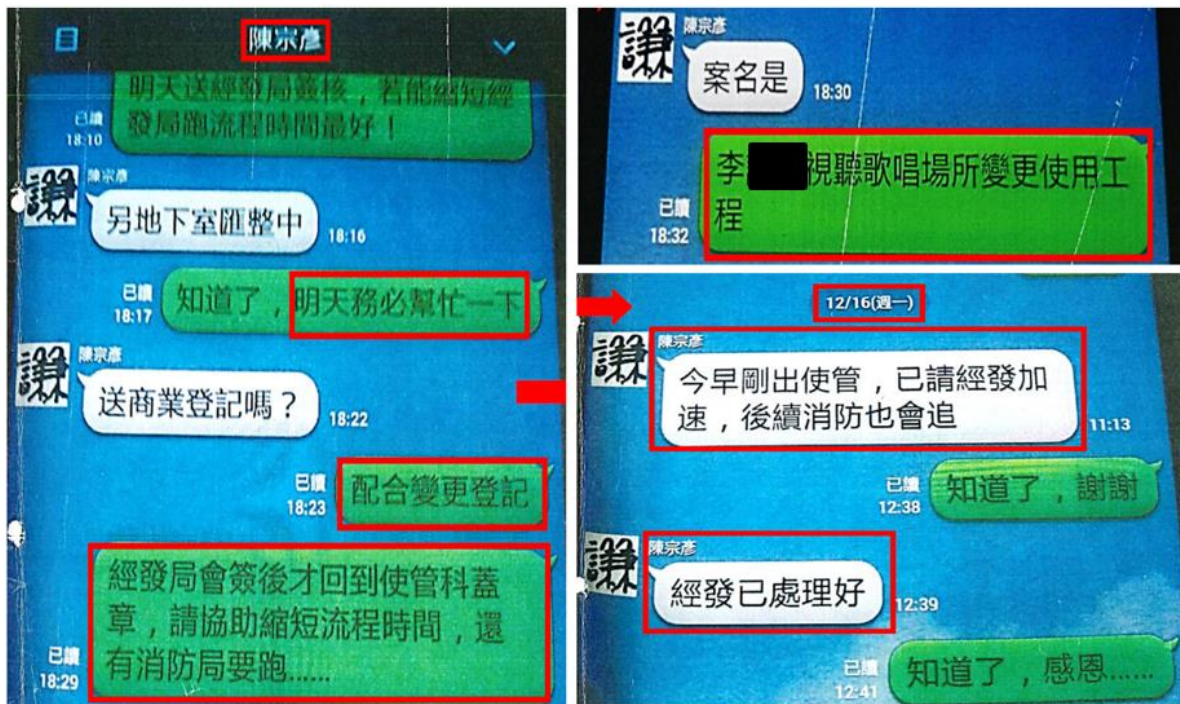 陳宗彥
明天送經發局簽核，若能縮短經
發局跑流程時間最好！
已讀
18:10
謙
陳宗彥
另地下室匯整中
18:16
已讀
18:17
知道了，明天務必幫忙一下
謙
陳宗彥
送商業登記嗎？
18:22
已讀
18:23
配合變更登記
經發局會簽後才回到使管科蓋
章，請協助縮短流程時間，還
有消防局要跑......
已讀
18:29
謙
陳宗彥
案名是
18:30
李
視聽歌唱場所變更使用工
程
已讀
18:32
12/16(週一)
謙
陳宗彥
今早剛出使管，已請經發加
速，後續消防也會追
11:13
已讀
12:38
知道了，謝謝
謙
陳宗彥
經發已處理好
12:39
已讀
12:41
知道了，感恩......